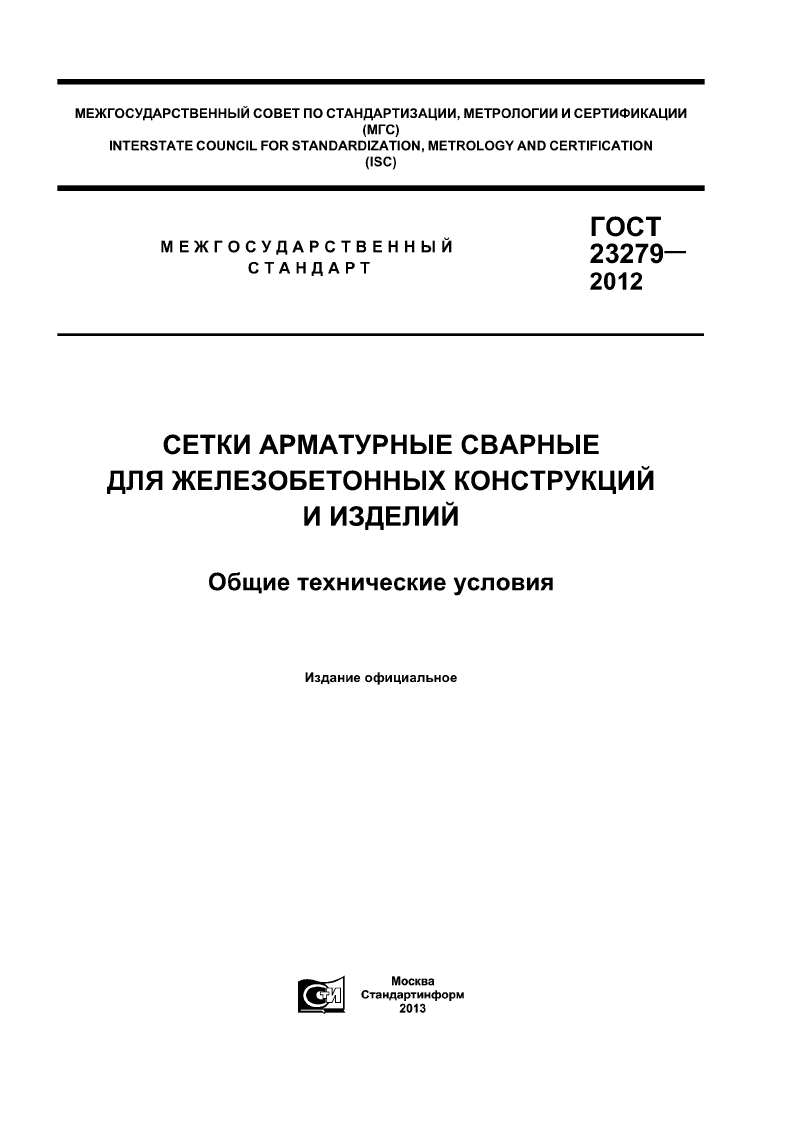 МЕЖГОСУДАРСТВЕННЫЙ СОВЕТ ПО СТАНДАРТИЗАЦИИ, МЕТРОЛОГИИ И СЕРТИФИКАЦИИ
(МГС)
INTERSTATE COUNCIL FOR STANDARDIZATION, METROLOGY AND CERTIFICATION
(ISC)
МЕЖГОСУДАРСТВЕННЫЙ
СТАНДАРТ
ГОСТ
23279—
2012
СЕТКИ АРМАТУРНЫЕ СВАРНЫЕ
ДЛЯ ЖЕЛЕЗОБЕТОННЫХ КОНСТРУКЦИЙ
И ИЗДЕЛИЙ
Общие технические условия
Издание официальное
Москва
Стандартинформ
2013